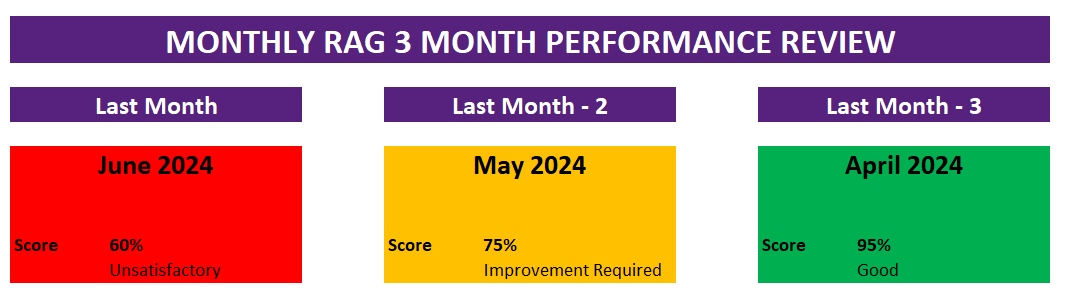 MONTHLY RAG 3 MONTH PERFORMANCE REVIEW
Last Month
Last Month - 2
Last Month - 3
June 2024
May 2024
April 2024
Score 60%
Unsatisfactory
Score 75%
Improvement Required
Score 95%
Good